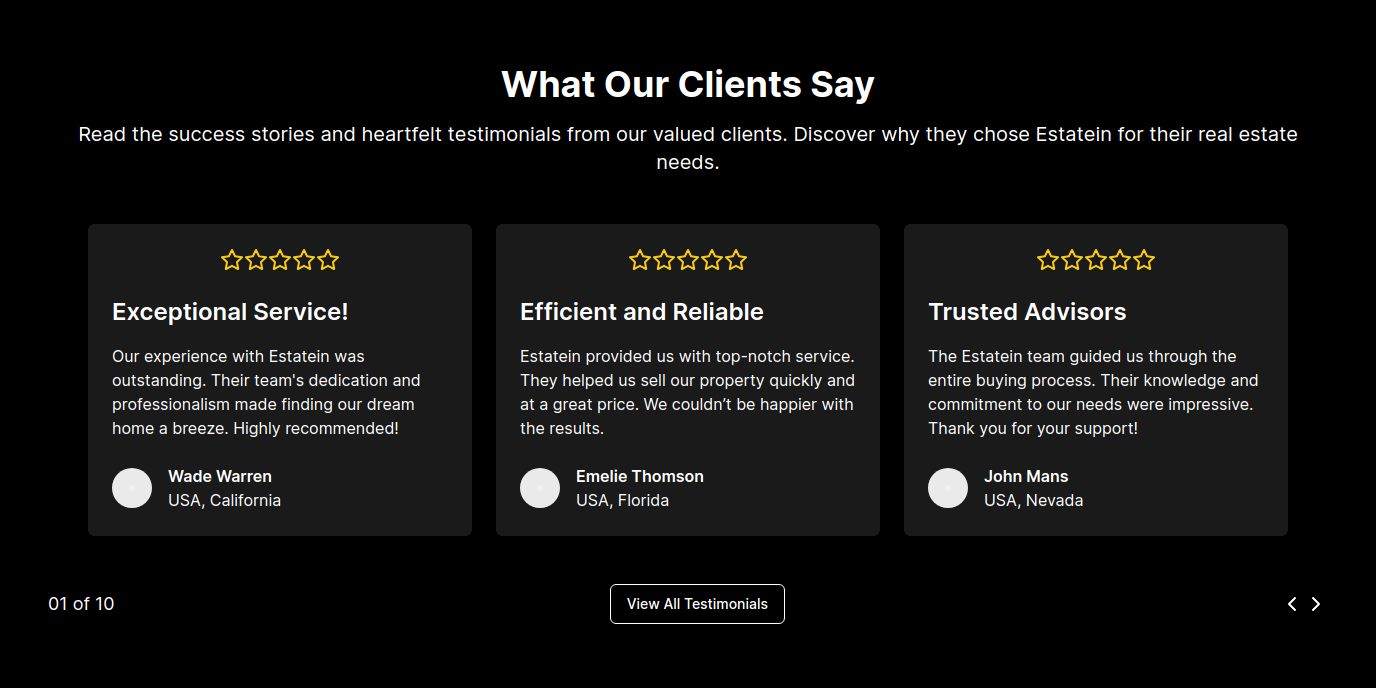 What Our Clients Say
Read the success stories and heartfelt testimonials from our valued clients. Discover why they chose Estatein for their real estate
needs.
Exceptional Service!
Our experience with Estatein was
outstanding. Their team's dedication and
professionalism made finding our dream
home a breeze. Highly recommended!
Wade Warren
USA, California
Efficient and Reliable
Estatein provided us with top-notch service.
They helped us sell our property quickly and
at a great price. We couldn’t be happier with
the results.
Emelie Thomson
USA, Florida
Trusted Advisors
The Estatein team guided us through the
entire buying process. Their knowledge and
commitment to our needs were impressive.
Thank you for your support!
John Mans
USA, Nevada
01 of 10
View All Testimonials